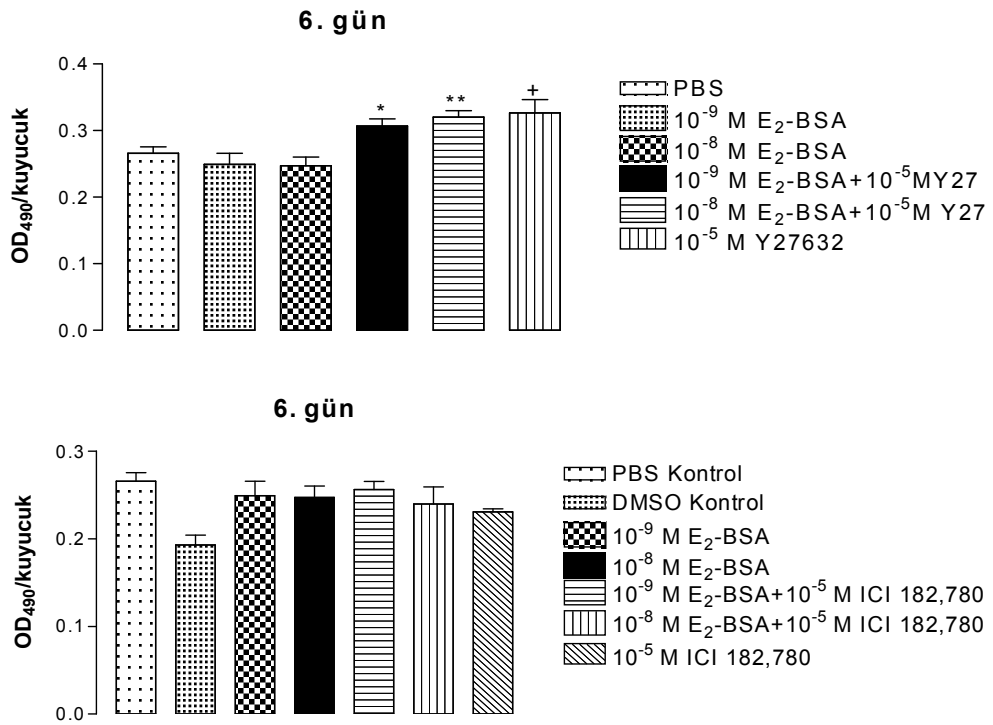 6. gün
OD490/kuyucuk
0.4
0.3
0.2
0.1
0.0
*
**
+
PBS
10⁻⁹ M E₂-BSA
10⁻⁸ M E₂-BSA
10⁻⁹ M E₂-BSA+10⁻⁵MY27
10⁻⁸ M E₂-BSA+10⁻⁵M Y27
10⁻⁵ M Y27632
6. gün
OD490/kuyucuk
0.3
0.2
0.1
0.0
PBS Kontrol
DMSO Kontrol
10⁻⁹ M E₂-BSA
10⁻⁸ M E₂-BSA
10⁻⁹ M E₂-BSA+10⁻⁵ M ICI 182,780
10⁻⁸ M E₂-BSA+10⁻⁵ M ICI 182,780
10⁻⁵ M ICI 182,780